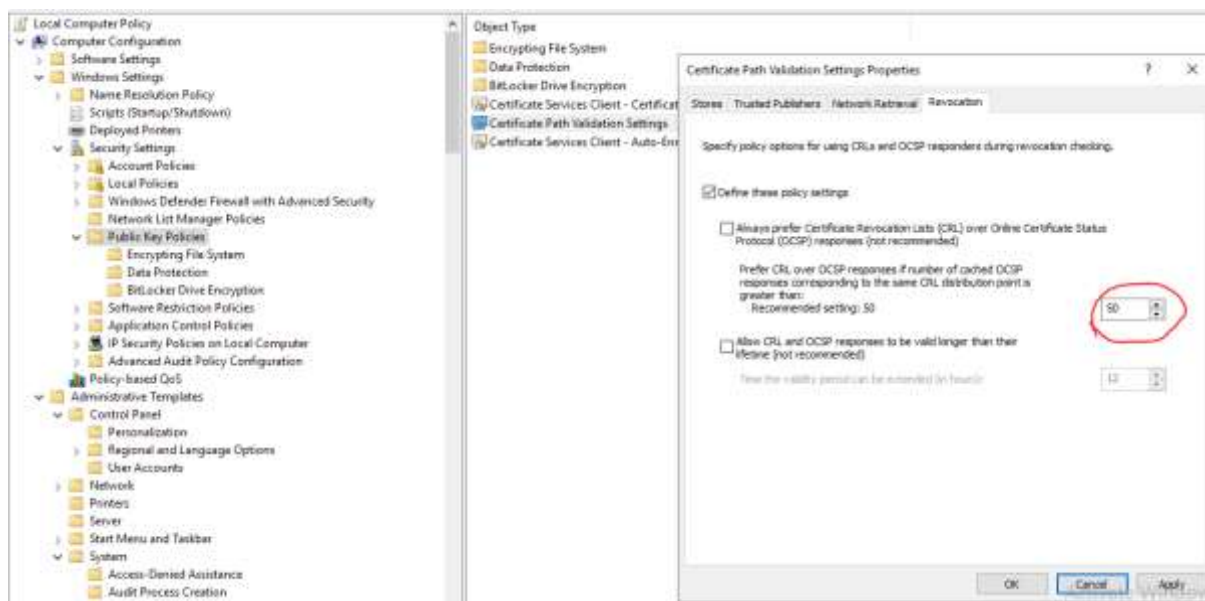 Local Computer Policy
Computer Configuration
Software Settings
Windows Settings
Name Resolution Policy
Scripts (Startup/Shutdown)
Deployed Printers
Security Settings
Account Policies
Local Policies
Windows Defender Firewall with Advanced Security
Network List Manager Policies
Public Key Policies
Encrypting File System
Data Protection
BitLocker Drive Encryption
Software Restriction Policies
Application Control Policies
IP Security Policies on Local Computer
Advanced Audit Policy Configuration
Policy-based QoS
Administrative Templates
Control Panel
Personalization
Regional and Language Options
User Accounts
Network
Printers
Server
Start Menu and Taskbar
System
Access-Denied Assistance
Audit Process Creation
Object Type
Encrypting File System
Data Protection
BitLocker Drive Encryption
Certificate Services Client - Certificat
Certificate Path Validation Settings
Certificate Services Client - Auto-Enr
Certificate Path Validation Settings Properties ? ×
Stores Trusted Publishers Network Retrieval Revocation
Specify policy options for using CRLs and OCSP responders during revocation checking.
Define these policy settings
Always prefer Certificate Revocation Lists (CRL) over Online Certificate Status
Protocol (OCSP) responses (not recommended)
Prefer CRL over OCSP responses if number of cached OCSP
responses corresponding to the same CRL distribution point is
greater than:
Recommended setting: 50
50
Allow CRL and OCSP responses to be valid longer than their
lifetime (not recommended)
Time the validity period can be extended (in hours):
12
OK Cancel Apply